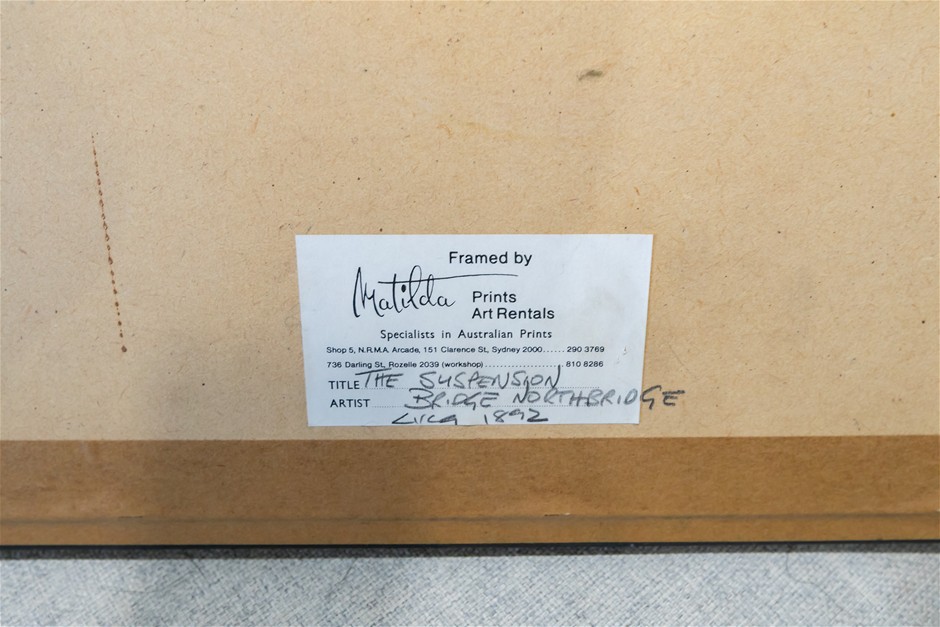 Framed by
Matilda Prints
Art Rentals
Specialists in Australian Prints
Shop 5, N.R.M.A. Arcade, 151 Clarence St., Sydney 2000......290 3769
736 Darling St, Rozelle 2039 (workshop)........................810 8286
TITLE THE SUSPENSION
ARTIST BRIDGE NORTHBRIDGE
CIRCA 1892